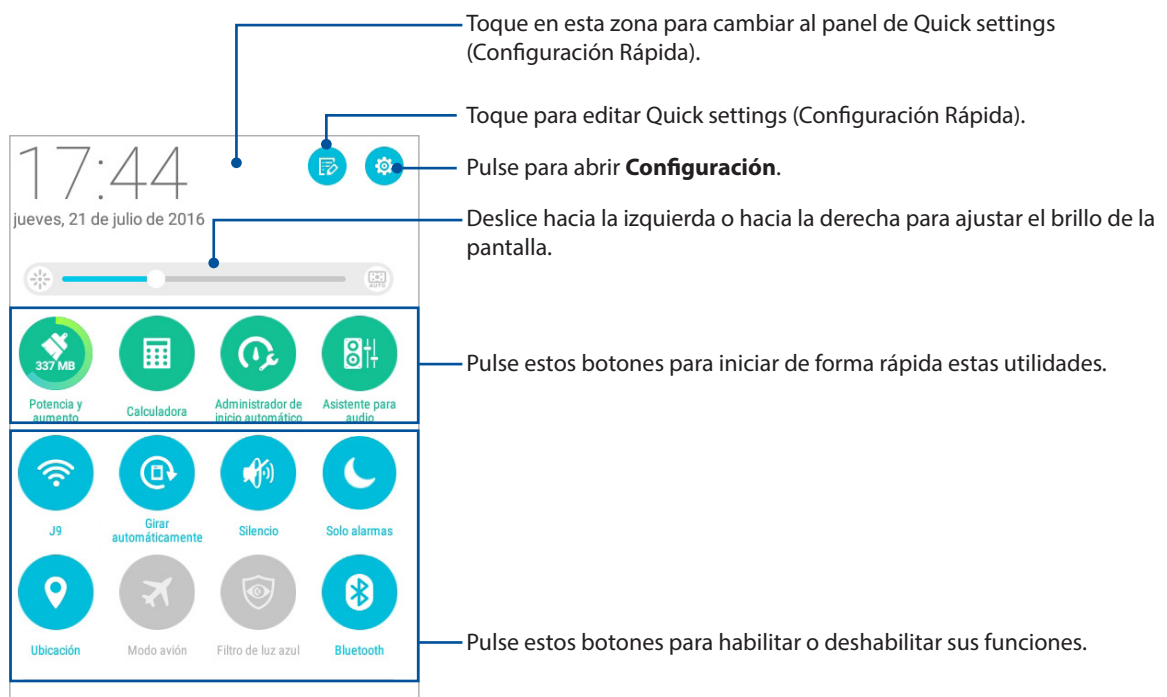 Toque en esta zona para cambiar al panel de Quick settings
(Configuración Rápida).
Toque para editar Quick settings (Configuración Rápida).
17:44
Pulse para abrir Configuración.
jueves, 21 de julio de 2016
Deslice hacia la izquierda o hacia la derecha para ajustar el brillo de la
pantalla.
AUTO
337 MB
Pulse estos botones para iniciar de forma rápida estas utilidades.
Potencia y
aumento
Calculadora
Administrador de
inicio automático
Asistente para
audio
J9
Girar
automáticamente
Silencio
Solo alarmas
Ubicación
Modo avión
Filtro de luz azul
Bluetooth
Pulse estos botones para habilitar o deshabilitar sus funciones.